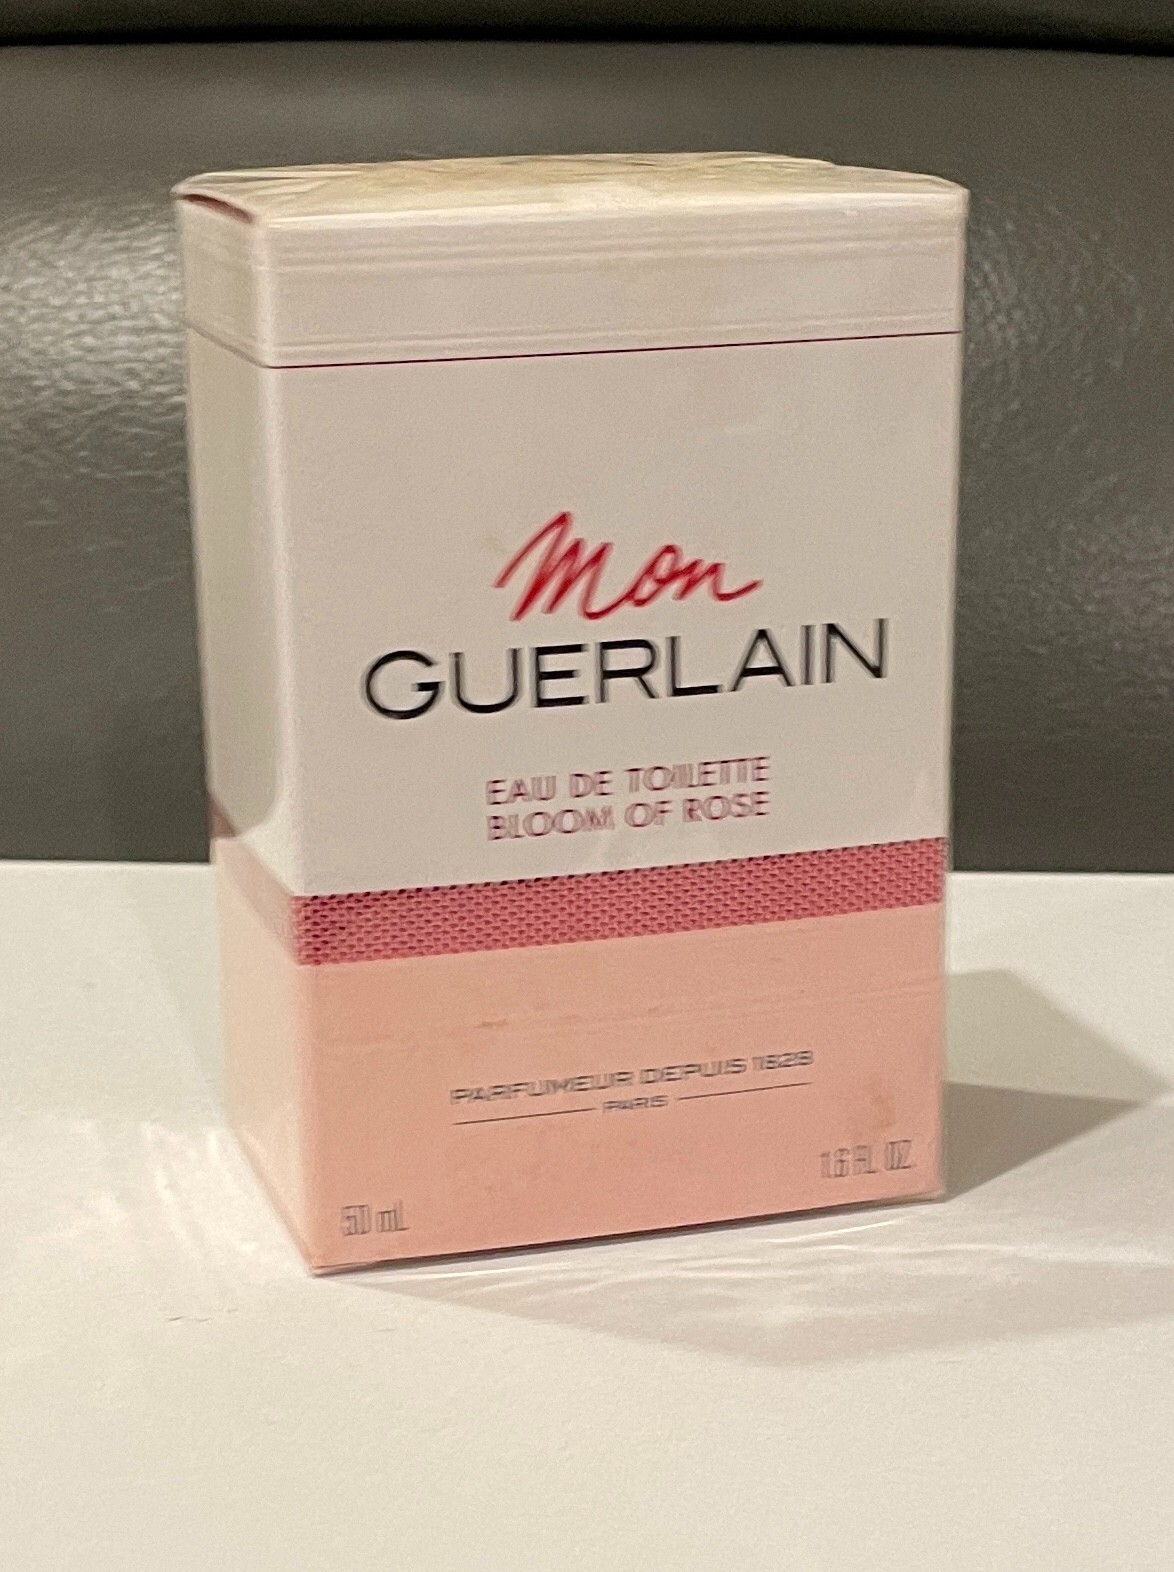 Mon
GUERLAIN
EAU DE TOILETTE
BLOOM OF ROSE
PARFUMEUR DEPUIS 1828
PARIS
50 mL
1.6 FL. OZ.